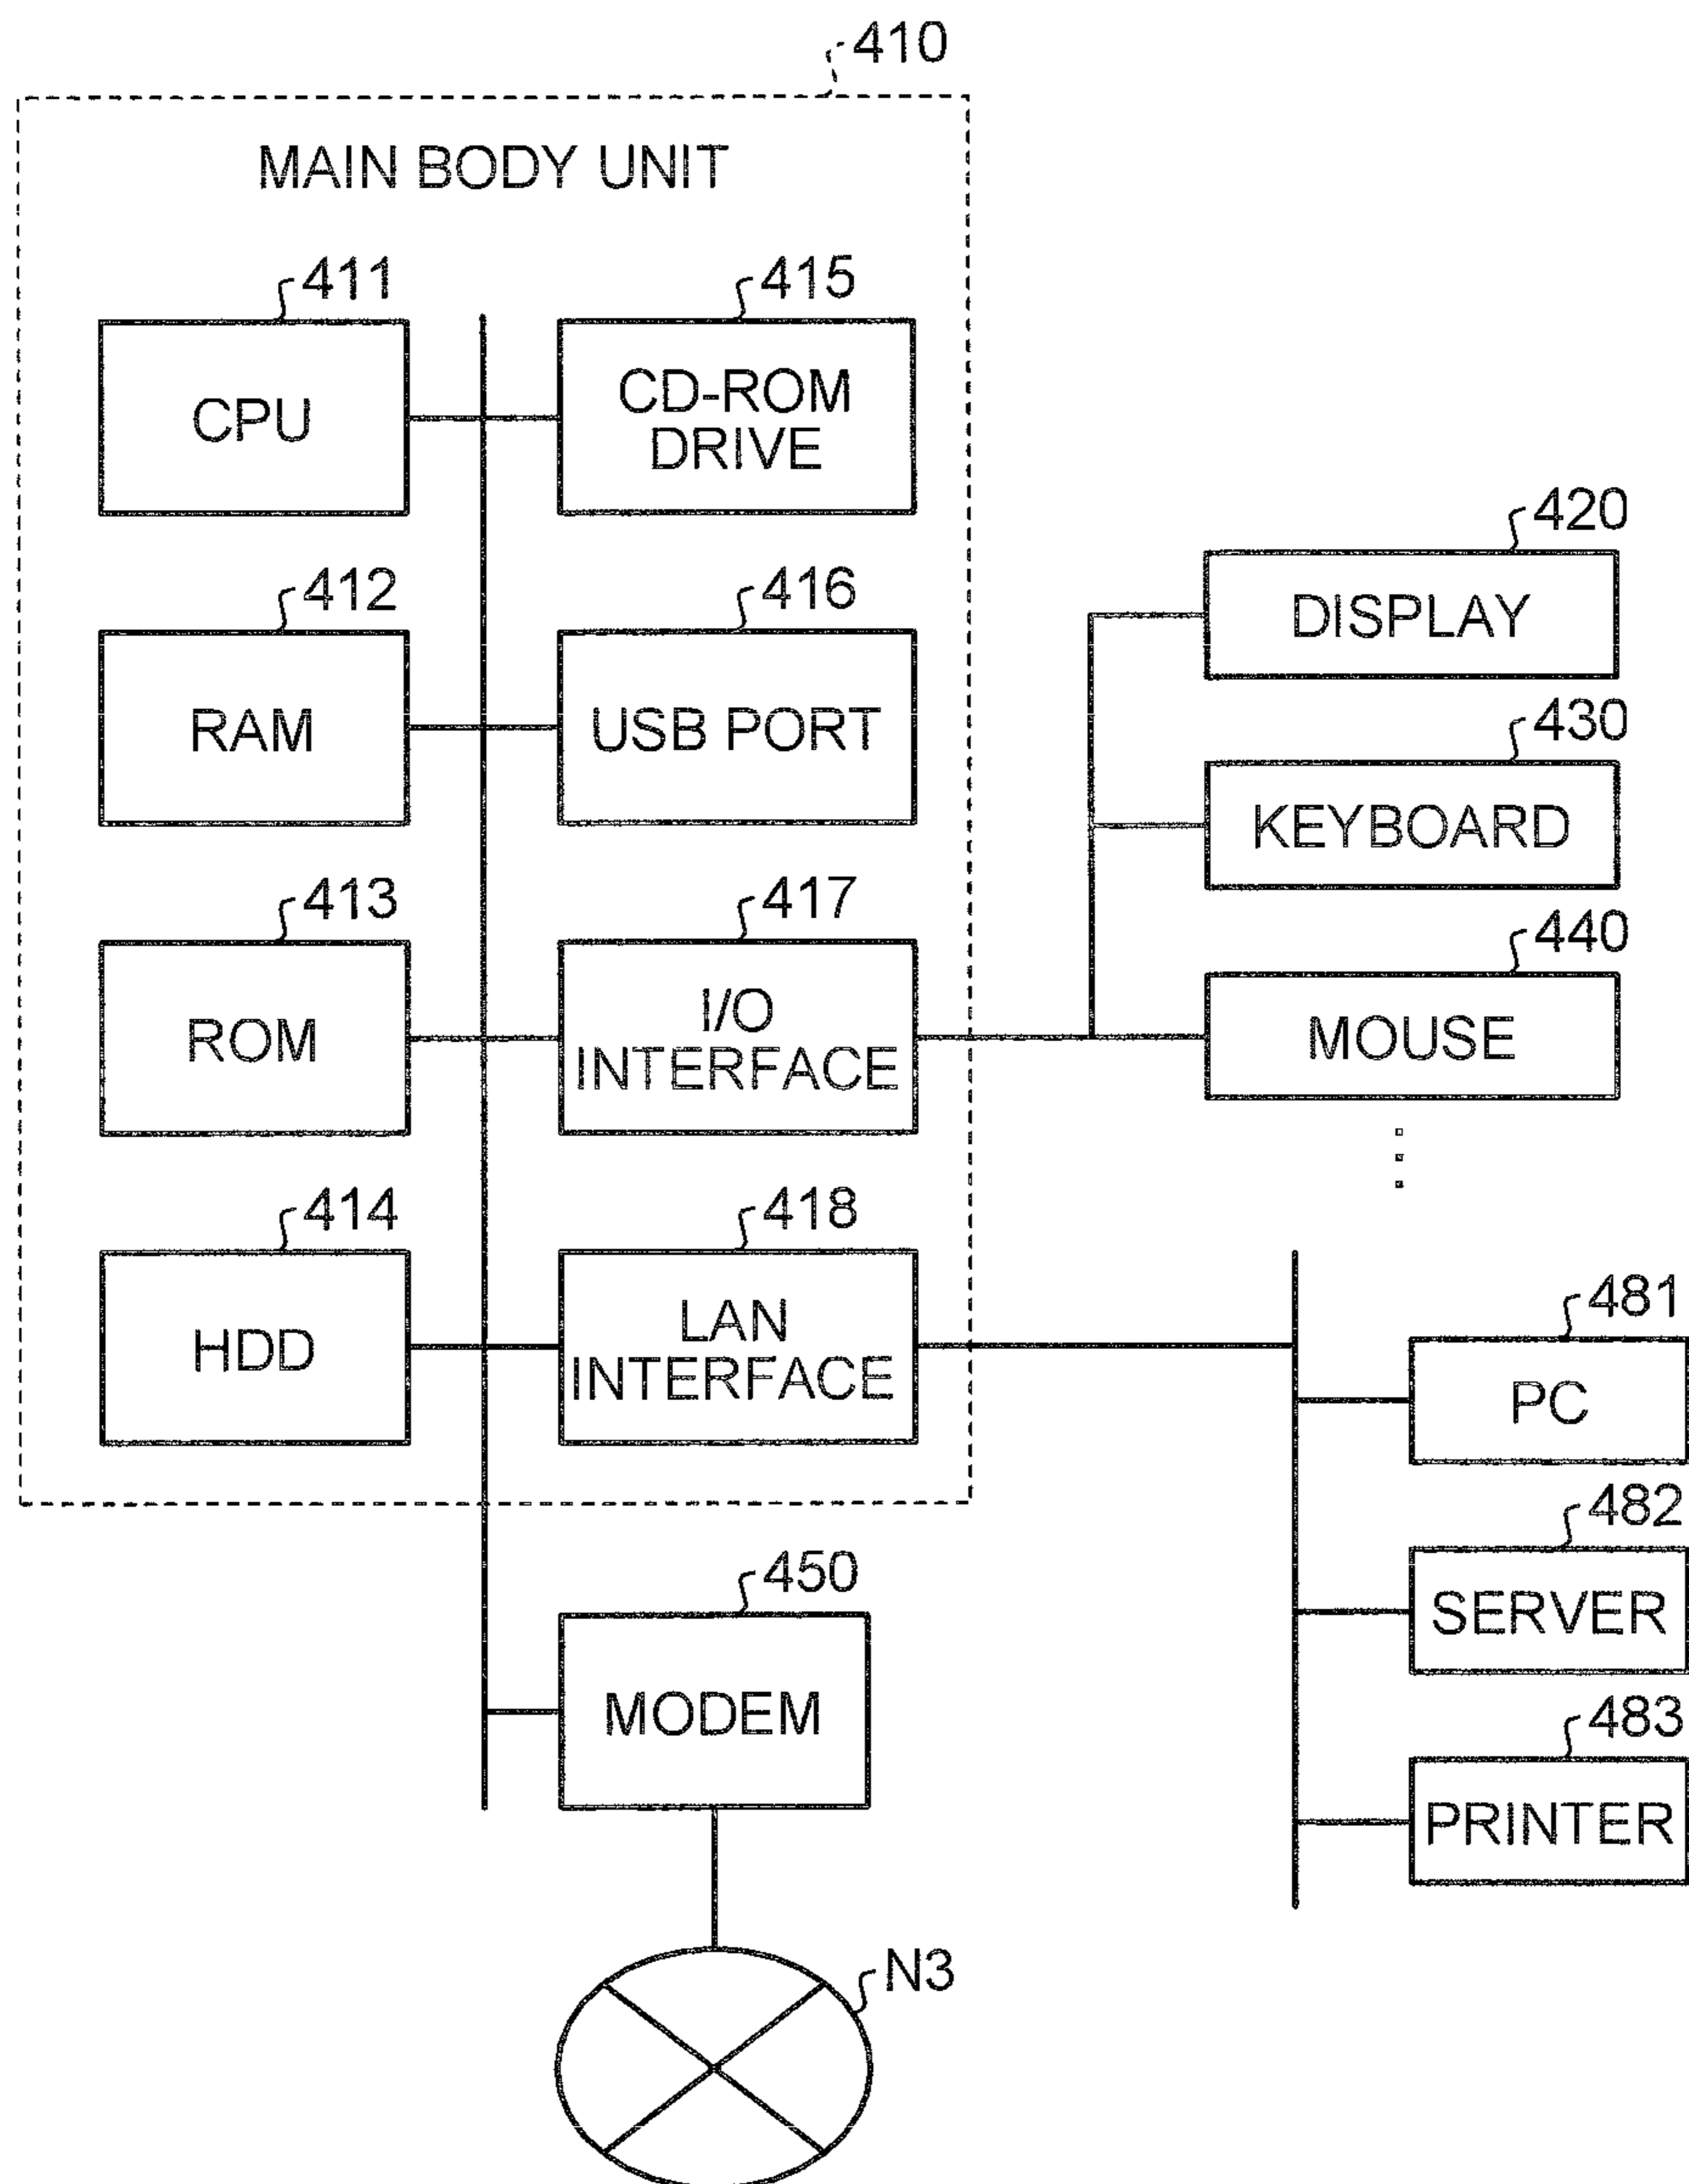 410
MAIN BODY UNIT
411
CPU
415
CD-ROM
DRIVE
412
RAM
416
USB PORT
413
ROM
417
I/O
INTERFACE
414
HDD
418
LAN
INTERFACE
420
DISPLAY
430
KEYBOARD
440
MOUSE
481
PC
482
SERVER
483
PRINTER
450
MODEM
N3